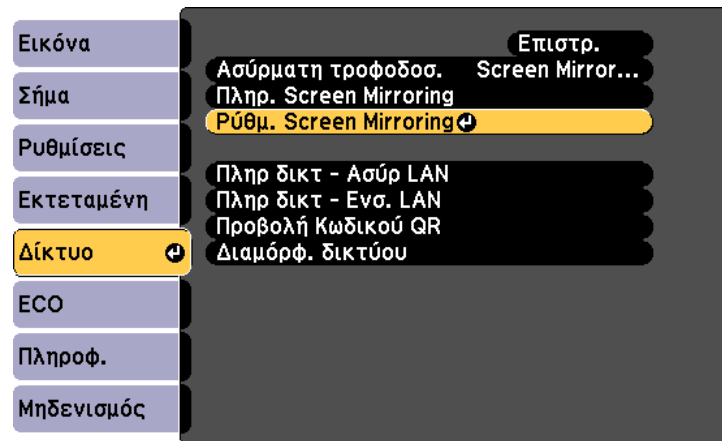 Εικόνα
Σήμα
Ρυθμίσεις
Εκτεταμένη
Δίκτυο
ECO
Πληροφ.
Μηδενισμός
Επιστρ.
Ασύρματη τροφοδοσ. Screen Mirror...
Πληρ. Screen Mirroring
Ρύθμ. Screen Mirroring
Πληρ δικτ - Ασύρ LAN
Πληρ δικτ - Ενσ. LAN
Προβολή Κωδικού QR
Διαμόρφ. δικτύου